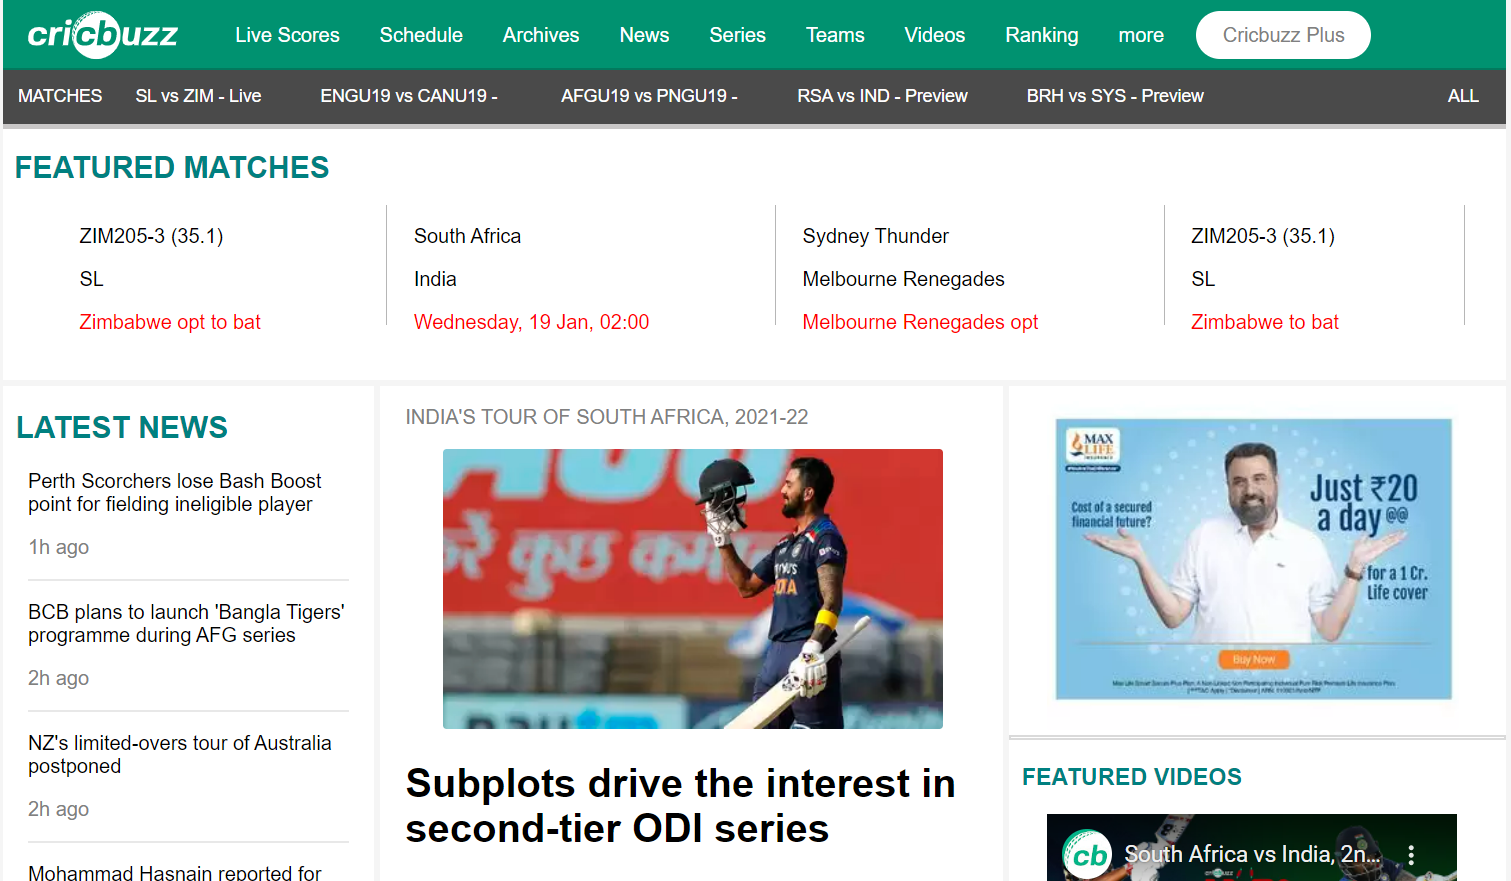 cricbuzz Live Scores Schedule Archives News Series Teams Videos Ranking more Cricbuzz Plus
MATCHES SL vs ZIM - Live ENGU19 vs CANU19 - AFGU19 vs PNGU19 - RSA vs IND - Preview BRH vs SYS - Preview ALL
FEATURED MATCHES
ZIM205-3 (35.1)
SL
Zimbabwe opt to bat
South Africa
India
Wednesday, 19 Jan, 02:00
Sydney Thunder
Melbourne Renegades
Melbourne Renegades opt
ZIM205-3 (35.1)
SL
Zimbabwe to bat
LATEST NEWS
Perth Scorchers lose Bash Boost
point for fielding ineligible player
1h ago
BCB plans to launch 'Bangla Tigers'
programme during AFG series
2h ago
NZ's limited-overs tour of Australia
postponed
2h ago
Mohammad Hasnain reported for
INDIA'S TOUR OF SOUTH AFRICA, 2021-22
करे कुछ
Subplots drive the interest in
second-tier ODI series
MAX
LIFE
INSURANCE
Cost of a secured
financial future?
Just ₹20
a day @@
for a 1 Cr.
Life cover
Buy Now
FEATURED VIDEOS
cb South Africa vs India, 2n...